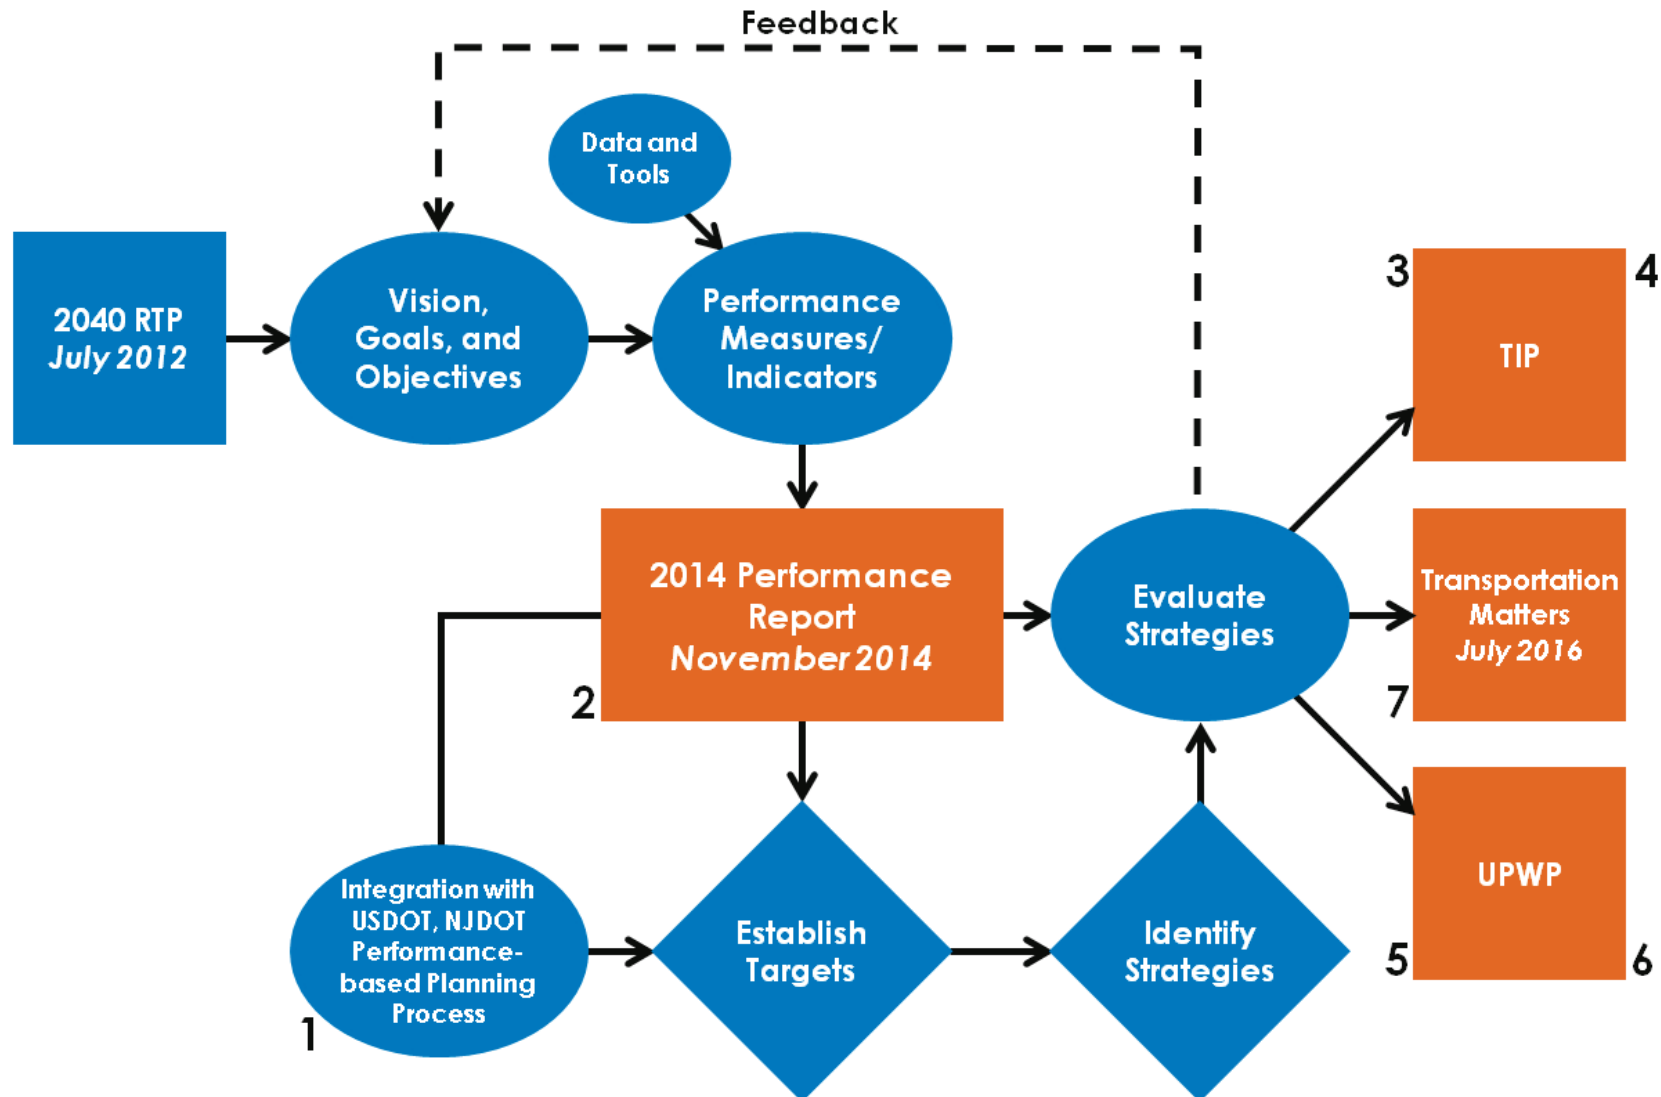 Feedback
Data and
Tools
2040 RTP
July 2012
Vision,
Goals, and
Objectives
Performance
Measures/
Indicators
3
4
TIP
2014 Performance
Report
November 2014
2
Evaluate
Strategies
Transportation
Matters
July 2016
7
Integration with
USDOT, NJDOT
Performance-
based Planning
Process
1
Establish
Targets
Identify
Strategies
UPWP
5
6